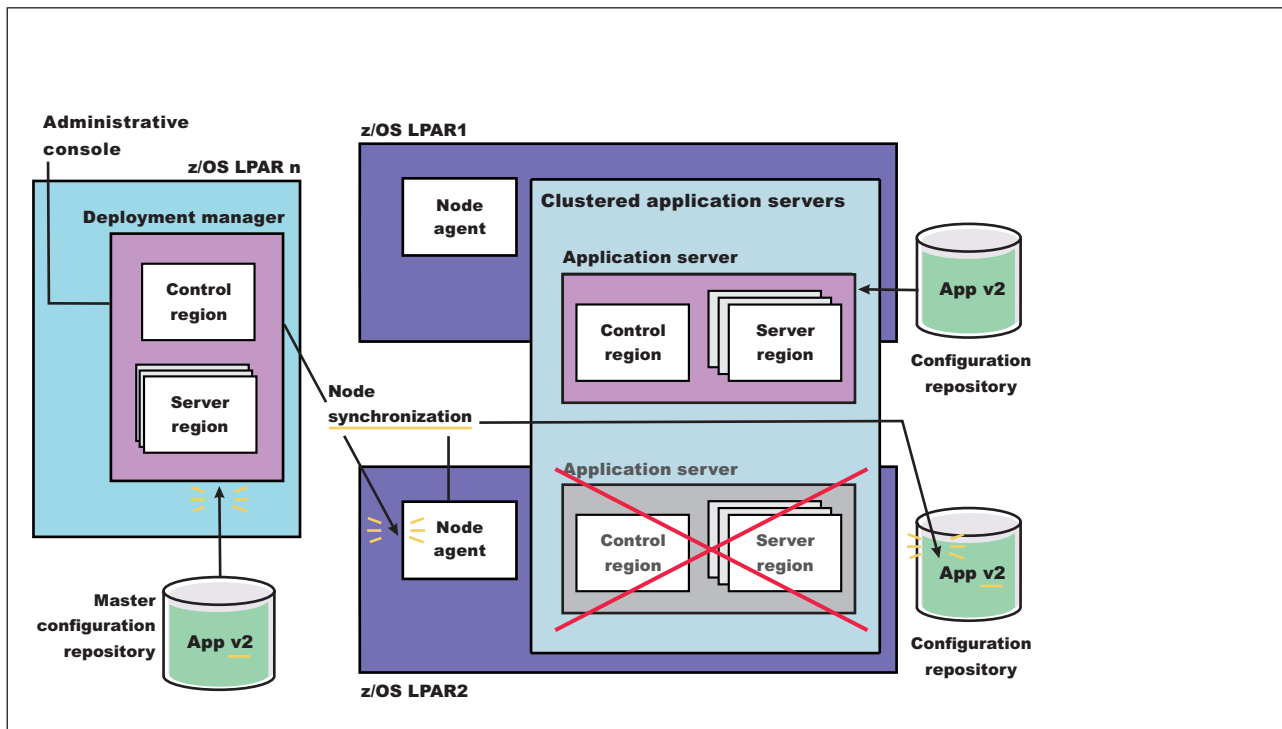 Administrative
console
z/OS LPAR n
Deployment manager
Control
region
Server
region
Master
configuration
repository
App v2
Node
synchronization
z/OS LPAR1
Node
agent
Clustered application servers
Application server
Control
region
Server
region
App v2
Configuration
repository
Node
agent
Application server
Control
region
Server
region
z/OS LPAR2
App v2
Configuration
repository